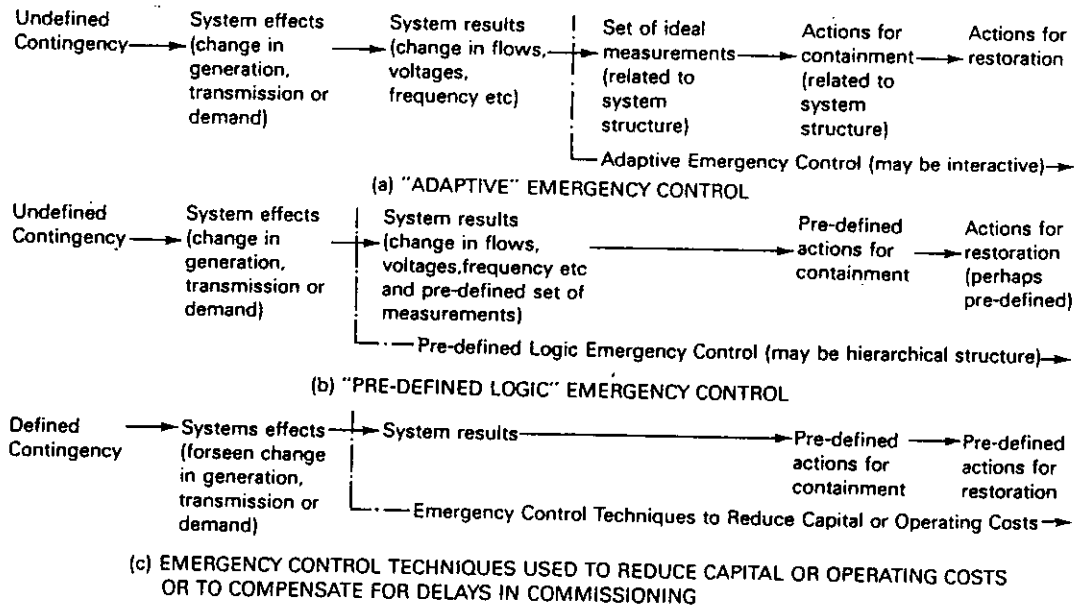 Undefined
Contingency
System effects
(change in
generation,
transmission or
demand)
System results
(change in flows,
voltages,
frequency etc)
Set of ideal
measurements
(related to
system
structure)
Actions for
containment
(related to
system
structure)
Actions for
restoration
Adaptive Emergency Control (may be interactive)
(a) "ADAPTIVE" EMERGENCY CONTROL
Undefined
Contingency
System effects
(change in
generation,
transmission or
demand)
System results
(change in flows,
voltages,frequency etc
and pre-defined set of
measurements)
Pre-defined
actions for
containment
Actions for
restoration
(perhaps
pre-defined)
Pre-defined Logic Emergency Control (may be hierarchical structure)
(b) "PRE-DEFINED LOGIC" EMERGENCY CONTROL
Defined
Contingency
Systems effects
(forseen change
in generation,
transmission or
demand)
System results
Pre-defined
actions for
containment
Pre-defined
actions for
restoration
Emergency Control Techniques to Reduce Capital or Operating Costs
(c) EMERGENCY CONTROL TECHNIQUES USED TO REDUCE CAPITAL OR OPERATING COSTS
OR TO COMPENSATE FOR DELAYS IN COMMISSIONING